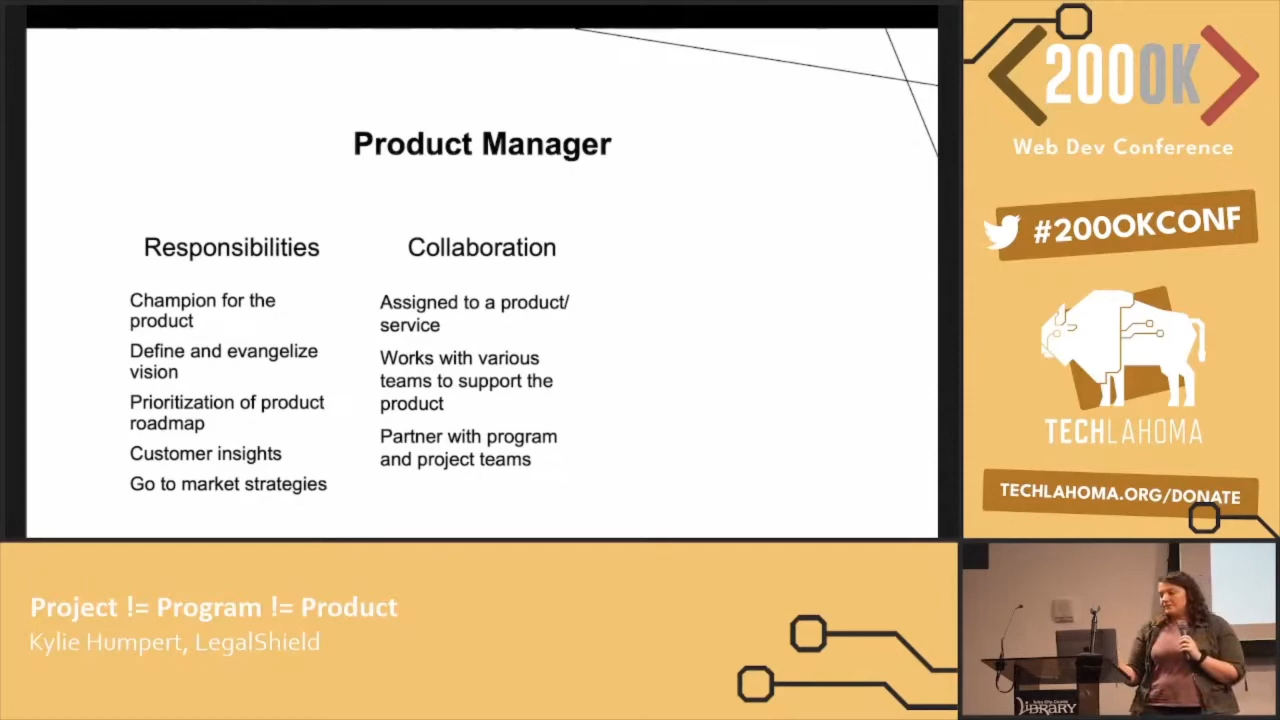 Product Manager
Responsibilities
Champion for the
product
Define and evangelize
vision
Prioritization of product
roadmap
Customer insights
Go to market strategies
Collaboration
Assigned to a product/
service
Works with various
teams to support the
product
Partner with program
and project teams
200OK
Web Dev Conference
#200OKCONF
TECHLAHOMA
TECHLAHOMA.ORG/DONATE
Project != Program != Product
Kylie Humpert, LegalShield
LIBRARY